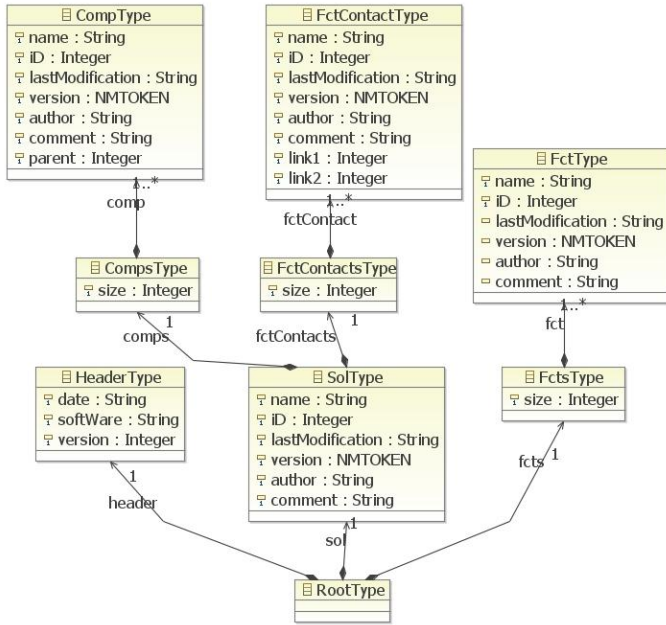 CompType
name : String
iD : Integer
lastModification : String
version : NMTOKEN
author : String
comment : String
parent : Integer
FctContactType
name : String
iD : Integer
lastModification : String
version : NMTOKEN
author : String
comment : String
link1 : Integer
link2 : Integer
FctType
name : String
iD : Integer
lastModification : String
version : NMTOKEN
author : String
comment : String
1..*
comp
1..*
fctContact
1..*
fct
CompsType
size : Integer
FctContactsType
size : Integer
1
comps
1
fctContacts
HeaderType
date : String
softWare : String
version : Integer
SolType
name : String
iD : Integer
lastModification : String
version : NMTOKEN
author : String
comment : String
FctsType
size : Integer
1
header
1
sol
1
fcts
RootType